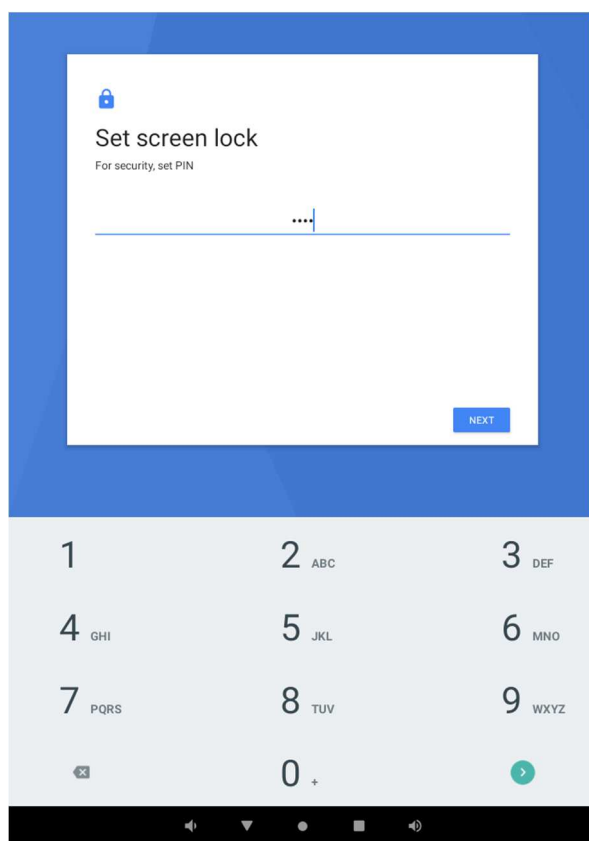 Set screen lock
For security, set PIN
••••
NEXT
1
2 ABC
3 DEF
4 GHI
5 JKL
6 MNO
7 PQRS
8 TUV
9 WXYZ
0 +